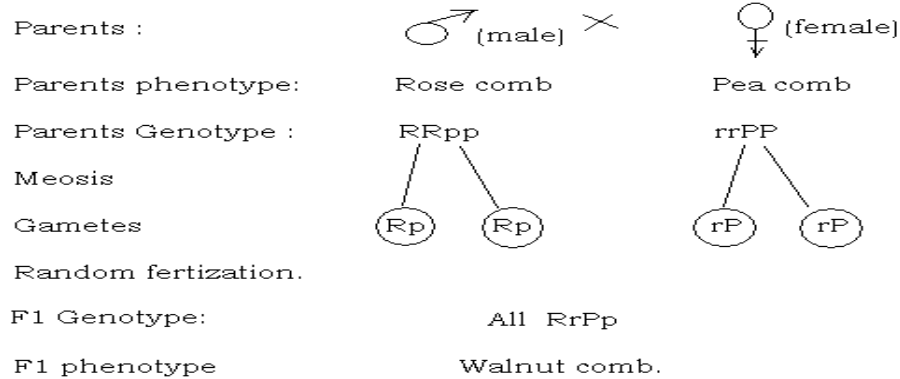 Parents : (male) (female)
Parents phenotype: Rose comb Pea comb
Parents Genotype : RRpp rrPP
Meosis
Gametes Rp Rp rP rP
Random fertization.
F1 Genotype: All RrPp
F1 phenotype Walnut comb.